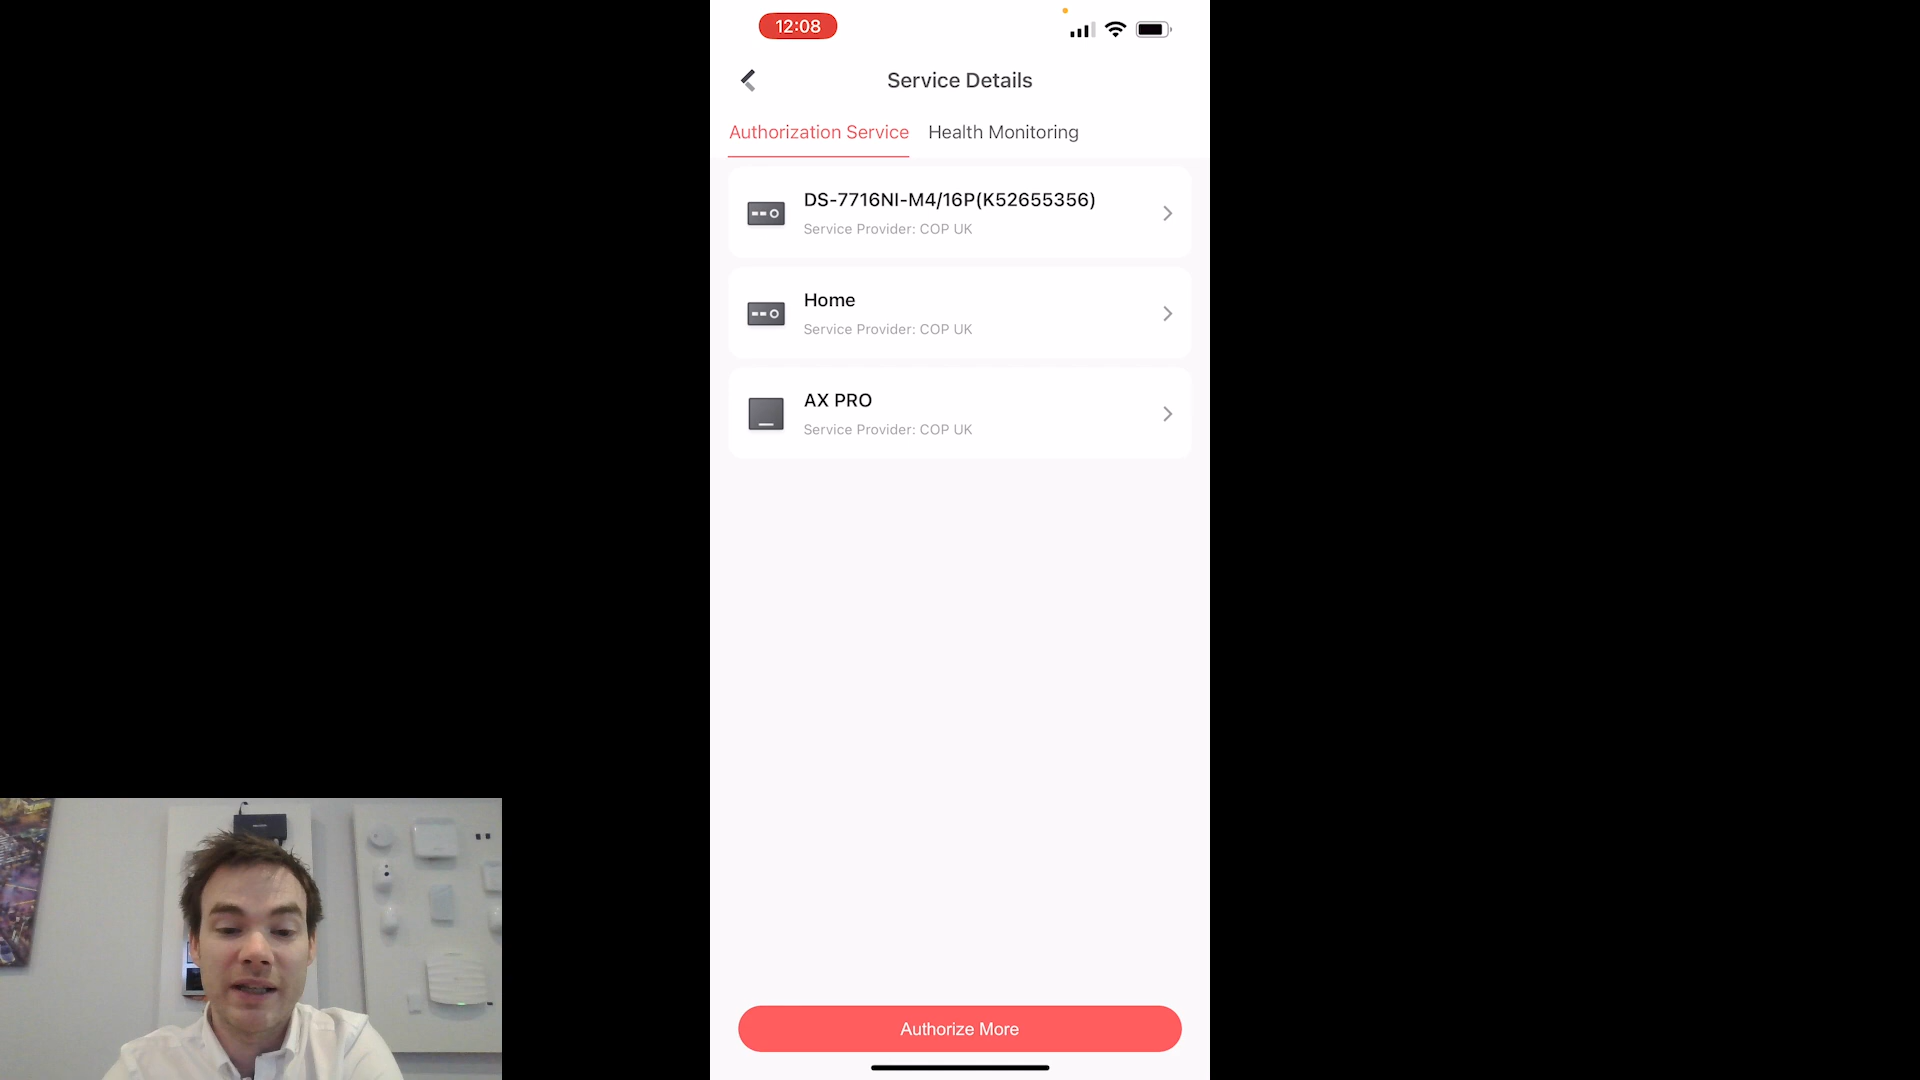 12:08
Service Details
Authorization Service Health Monitoring
DS-7716NI-M4/16P(K52655356)
Service Provider: COP UK
Home
Service Provider: COP UK
AX PRO
Service Provider: COP UK
Authorize More